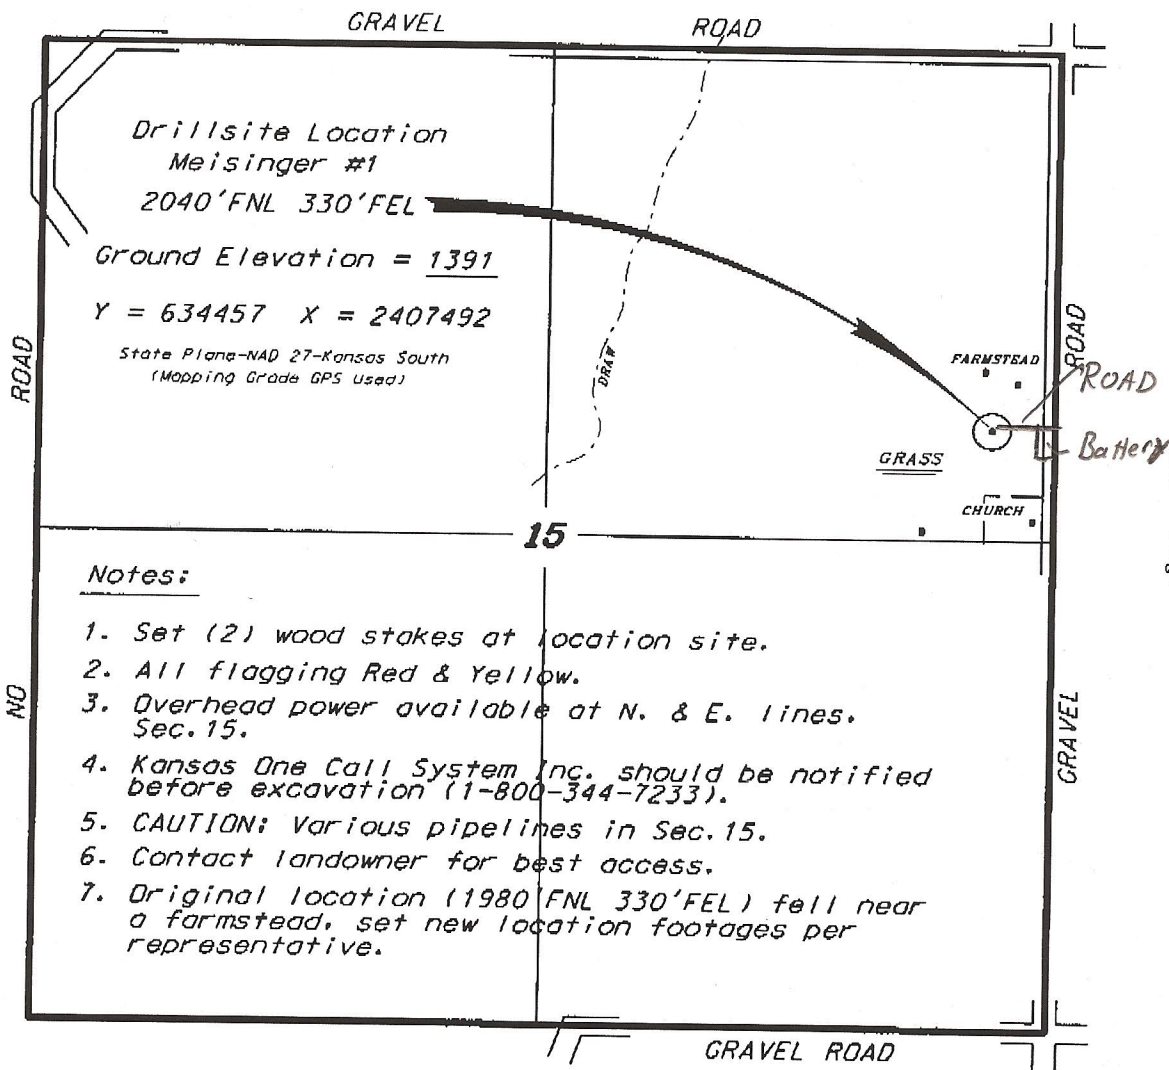 GRAVEL ROAD
Drillsite Location
Meisinger #1
2040'FNL 330'FEL
Ground Elevation = 1391
Y = 634457 X = 2407492
State Plane-NAD 27-Kansas South
(Mapping Grade GPS Used)
NO ROAD
DRAW
FARMSTEAD
ROAD
Battery
GRASS
CHURCH
15
GRAVEL ROAD
Notes:
1. Set (2) wood stakes at location site.
2. All flagging Red & Yellow.
3. Overhead power available at N. & E. lines.
Sec.15.
4. Kansas One Call System Inc. should be notified
before excavation (1-800-344-7233).
5. CAUTION: Various pipelines in Sec.15.
6. Contact landowner for best access.
7. Original location (1980'FNL 330'FEL) fell near
a farmstead, set new location footages per
representative.
GRAVEL ROAD